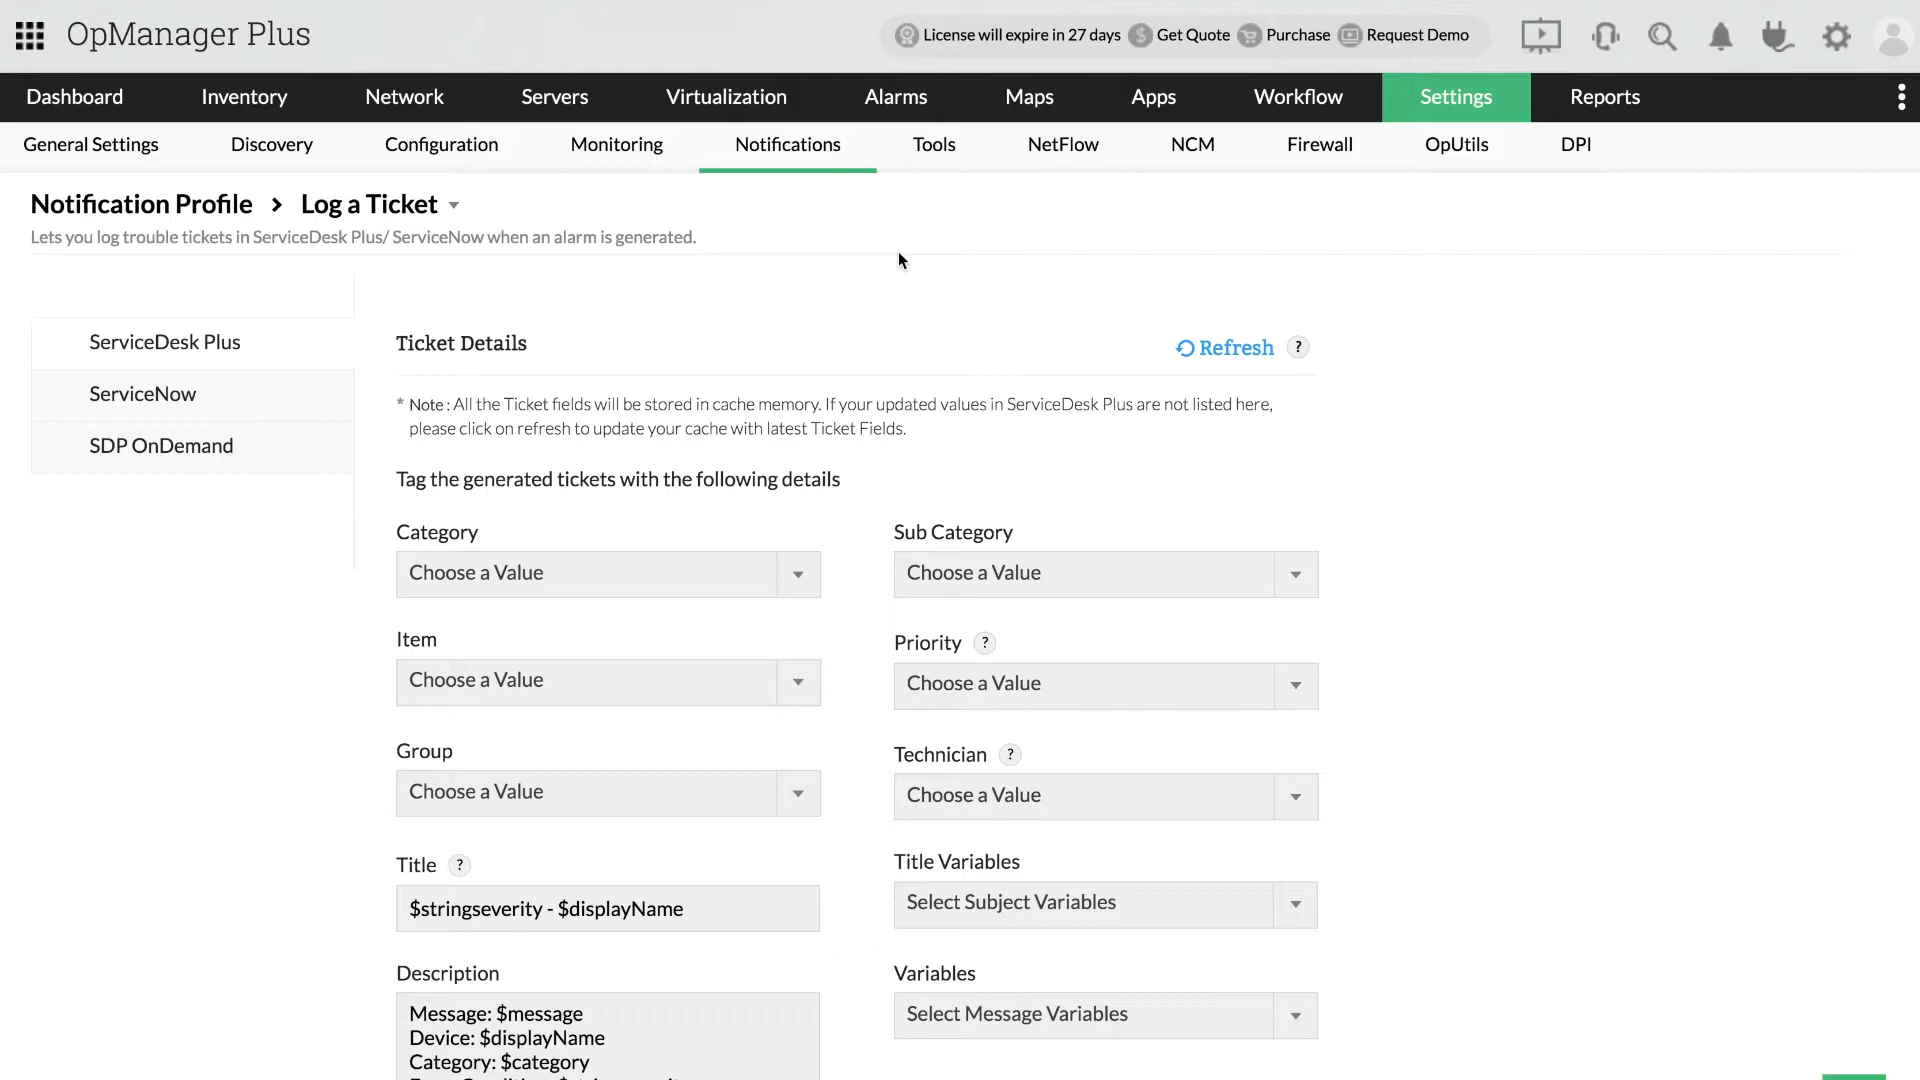 OpManager Plus
License will expire in 27 days
Get Quote
Purchase
Request Demo
Dashboard
Inventory
Network
Servers
Virtualization
Alarms
Maps
Apps
Workflow
Settings
Reports
General Settings
Discovery
Configuration
Monitoring
Notifications
Tools
NetFlow
NCM
Firewall
OpUtils
DPI
Notification Profile > Log a Ticket
Lets you log trouble tickets in ServiceDesk Plus/ ServiceNow when an alarm is generated.
ServiceDesk Plus
ServiceNow
SDP OnDemand
Ticket Details
Refresh ?
* Note : All the Ticket fields will be stored in cache memory. If your updated values in ServiceDesk Plus are not listed here,
please click on refresh to update your cache with latest Ticket Fields.
Tag the generated tickets with the following details
Category
Choose a Value
Sub Category
Choose a Value
Item
Choose a Value
Priority ?
Choose a Value
Group
Choose a Value
Technician ?
Choose a Value
Title ?
$stringseverity - $displayName
Title Variables
Select Subject Variables
Description
Message: $message
Device: $displayName
Category: $category
Variables
Select Message Variables